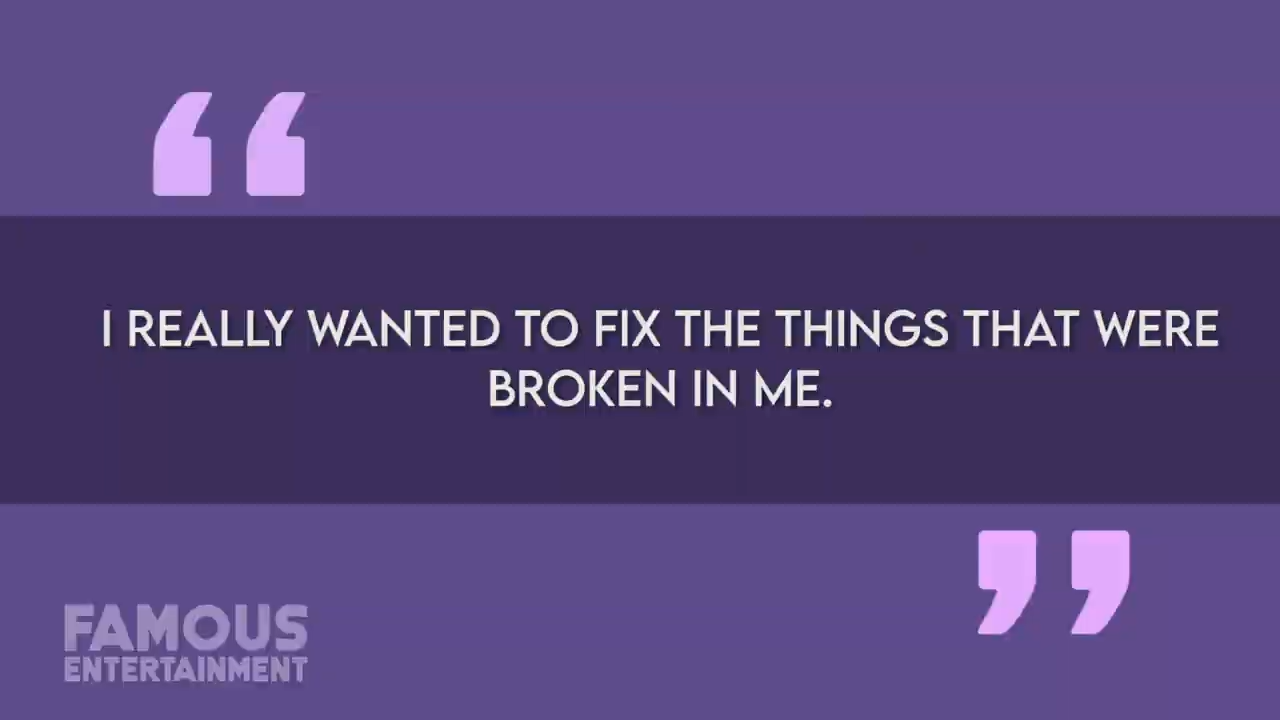 I REALLY WANTED TO FIX THE THINGS THAT WERE
BROKEN IN ME.
FAMOUS
ENTERTAINMENT